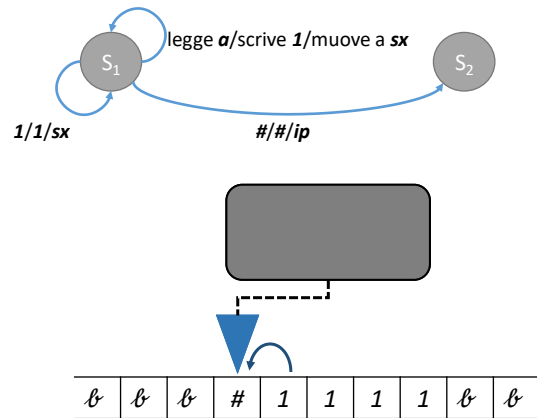 legge a/scrive 1/muove a sx
S1
S2
1/1/sx
#/#/ip
𝒷 𝒷 𝒷 # 1 1 1 1 𝒷 𝒷